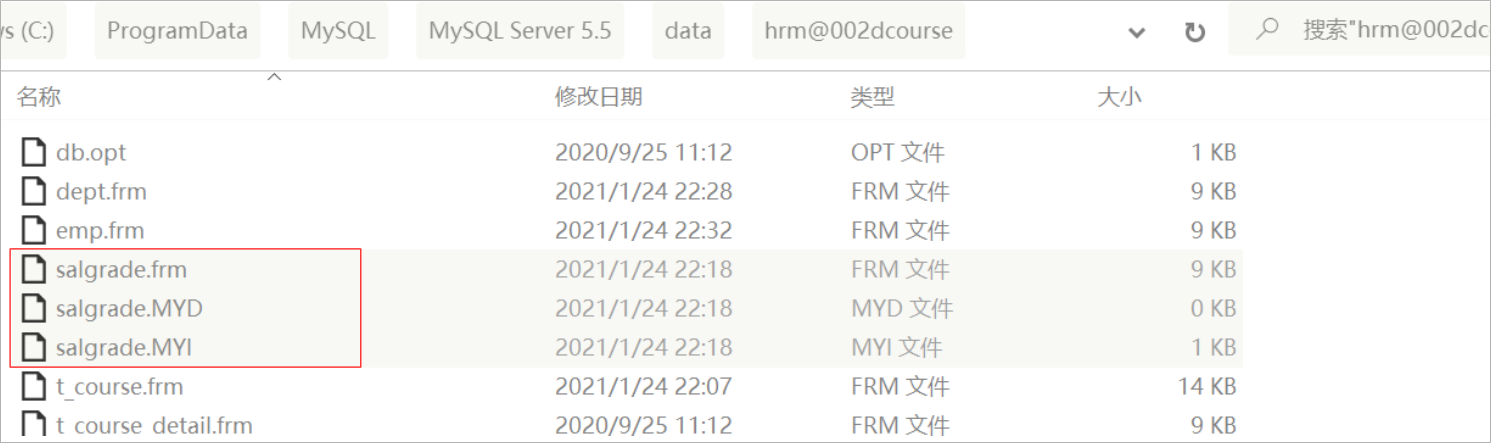 s (C:) ProgramData MySQL MySQL Server 5.5 data hrm@002dcourse 搜索"hrm@002dc
名称 修改日期 类型 大小
db.opt 2020/9/25 11:12 OPT 文件 1 KB
dept.frm 2021/1/24 22:28 FRM 文件 9 KB
emp.frm 2021/1/24 22:32 FRM 文件 9 KB
salgrade.frm 2021/1/24 22:18 FRM 文件 9 KB
salgrade.MYD 2021/1/24 22:18 MYD 文件 0 KB
salgrade.MYI 2021/1/24 22:18 MYI 文件 1 KB
t_course.frm 2021/1/24 22:07 FRM 文件 14 KB
t_course_detail.frm 2020/9/25 11:12 FRM 文件 9 KB